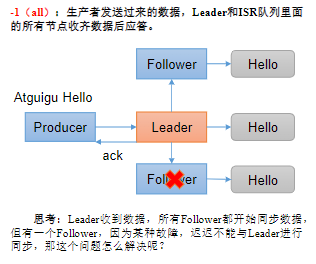 -1（all）：生产者发送过来的数据，Leader和ISR队列里面
的所有节点收齐数据后应答。
Follower
Hello
Atguigu Hello
Producer
Leader
Hello
ack
Follower
Hello
思考：Leader收到数据，所有Follower都开始同步数据，
但有一个Follower，因为某种故障，迟迟不能与Leader进行
同步，那这个问题怎么解决呢？